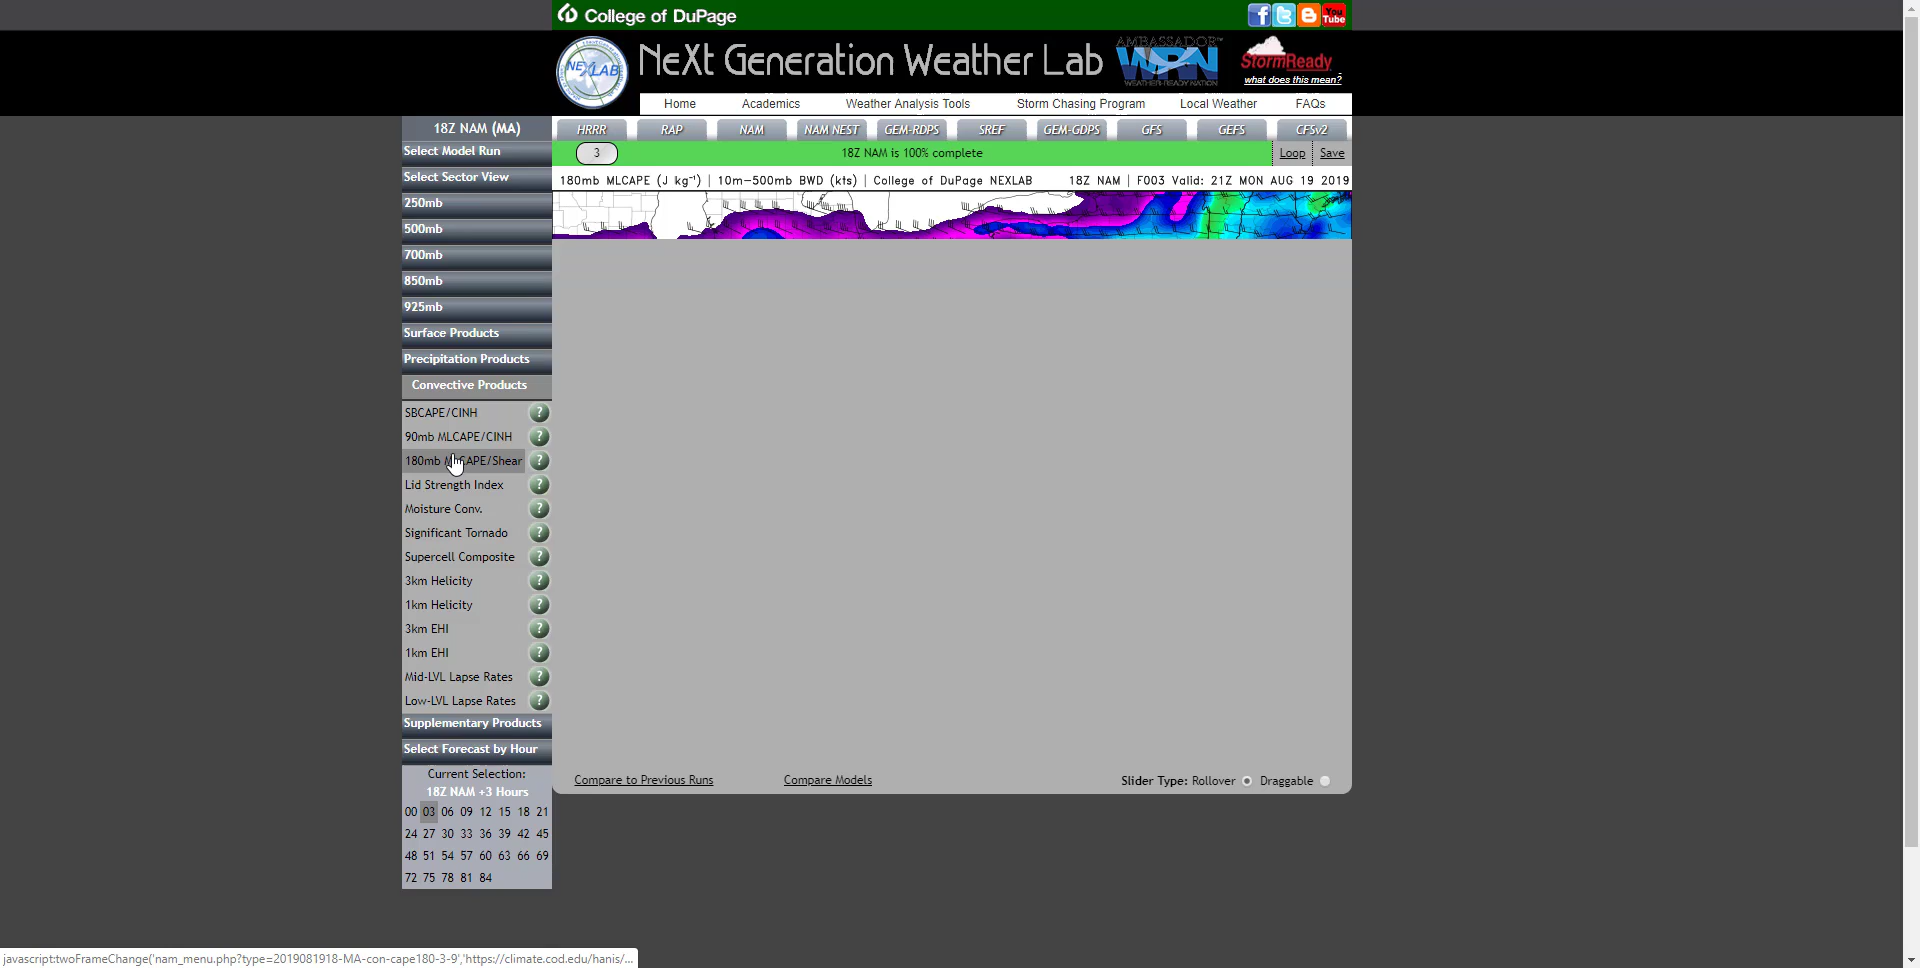 College of DuPage
f
You
Tube
NEXLAB
NeXt Generation Weather Lab
AMBASSADOR™
WRN
WEATHER-READY NATION
StormReady
what does this mean?
Home Academics Weather Analysis Tools Storm Chasing Program Local Weather FAQs
18Z NAM (MA)
HRRR RAP NAM NAM NEST GEM-RDPS SREF GEM-GDPS GFS GEFS CFSv2
3 18Z NAM is 100% complete Loop Save
180mb MLCAPE (J kg⁻¹) | 10m-500mb BWD (kts) | College of DuPage NEXLAB 18Z NAM | F003 Valid: 21Z MON AUG 19 2019
Select Model Run
Select Sector View
250mb
500mb
700mb
850mb
925mb
Surface Products
Precipitation Products
Convective Products
SBCAPE/CINH ?
90mb MLCAPE/CINH ?
180mb MLCAPE/Shear ?
Lid Strength Index ?
Moisture Conv. ?
Significant Tornado ?
Supercell Composite ?
3km Helicity ?
1km Helicity ?
3km EHI ?
1km EHI ?
Mid-LVL Lapse Rates ?
Low-LVL Lapse Rates ?
Supplementary Products
Select Forecast by Hour
Current Selection:
18Z NAM +3 Hours
00 03 06 09 12 15 18 21
24 27 30 33 36 39 42 45
48 51 54 57 60 63 66 69
72 75 78 81 84
Compare to Previous Runs Compare Models Slider Type: Rollover Draggable
javascript:twoFrameChange('nam_menu.php?type=2019081918-MA-con-cape180-3-9','https://climate.cod.edu/hanis/...